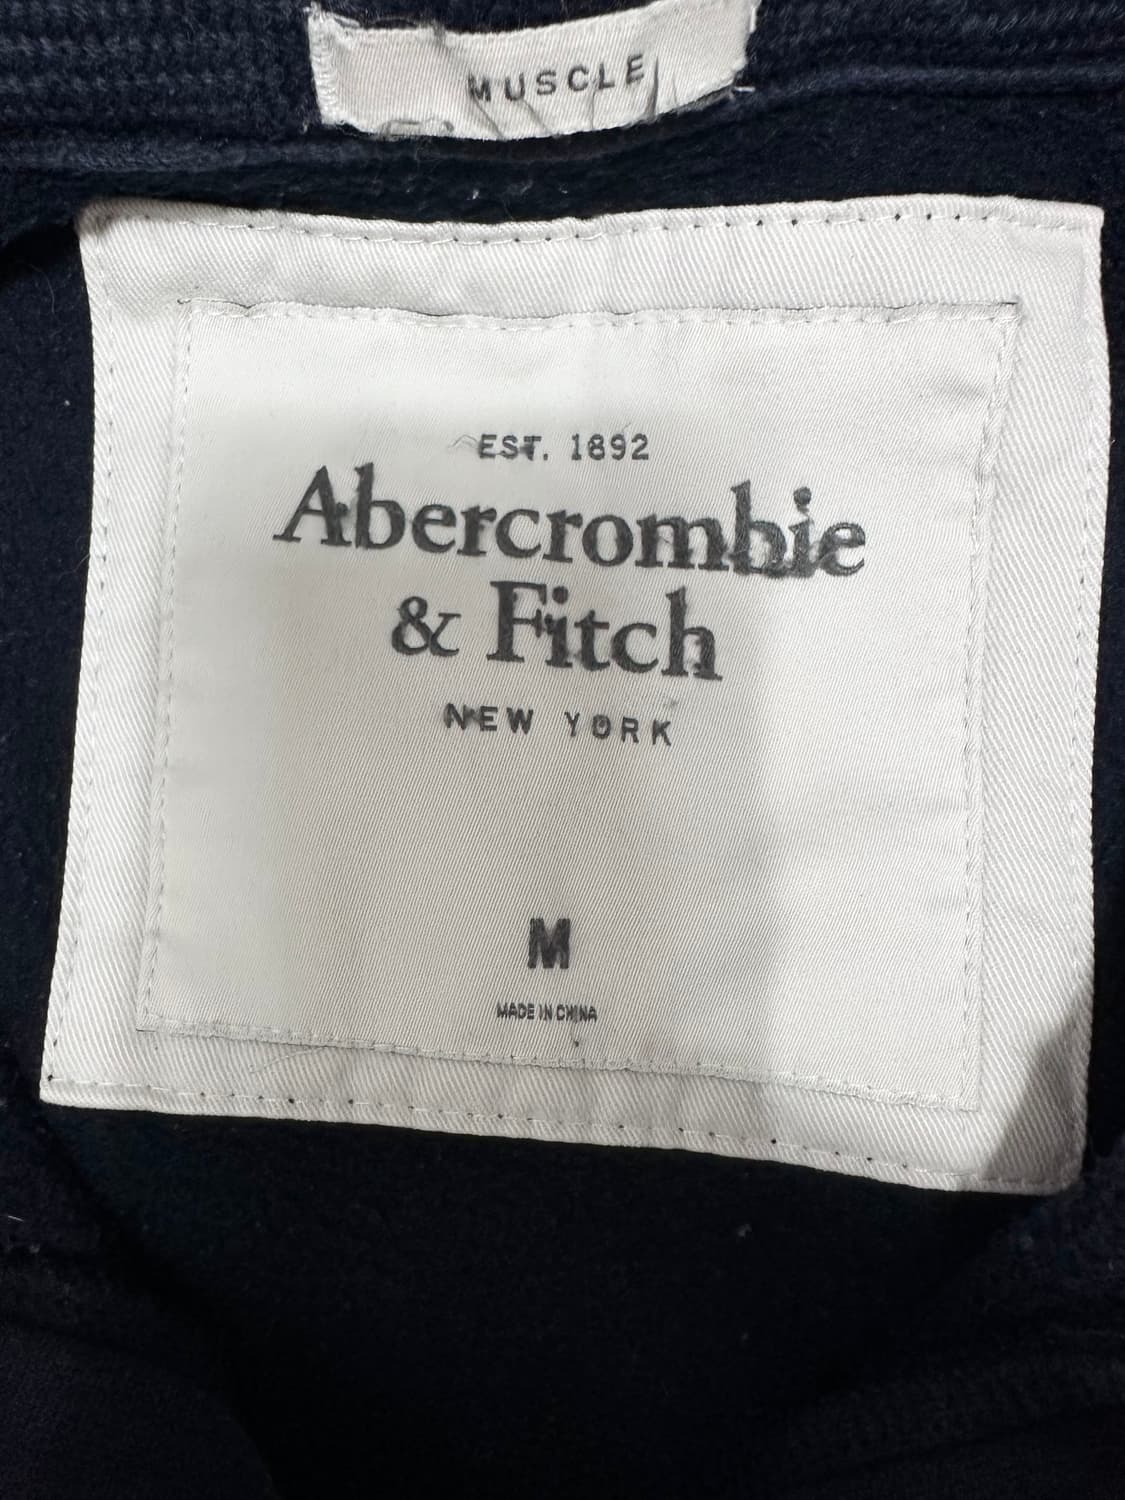 MUSCLE
EST. 1892
Abercrombie
& Fitch
NEW YORK
M
MADE IN CHINA